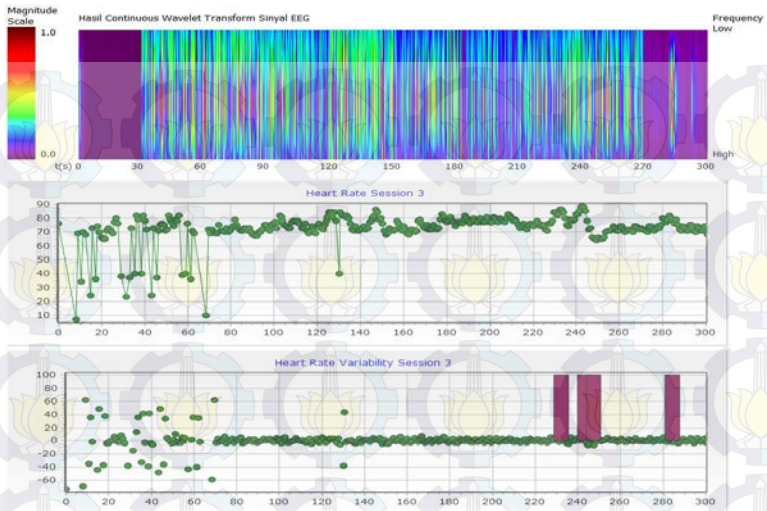 Magnitude
Scale
1.0
0.0
Hasil Continuous Wavelet Transform Sinyal EEG
Frequency
Low
High
t(s) 0 30 60 90 120 150 180 210 240 270 300
Heart Rate Session 3
90
80
70
60
50
40
30
20
10
0 20 40 60 80 100 120 140 160 180 200 220 240 260 280 300
Heart Rate Variability Session 3
100
80
60
40
20
0
-20
-40
-60
0 20 40 60 80 100 120 140 160 180 200 220 240 260 280 300